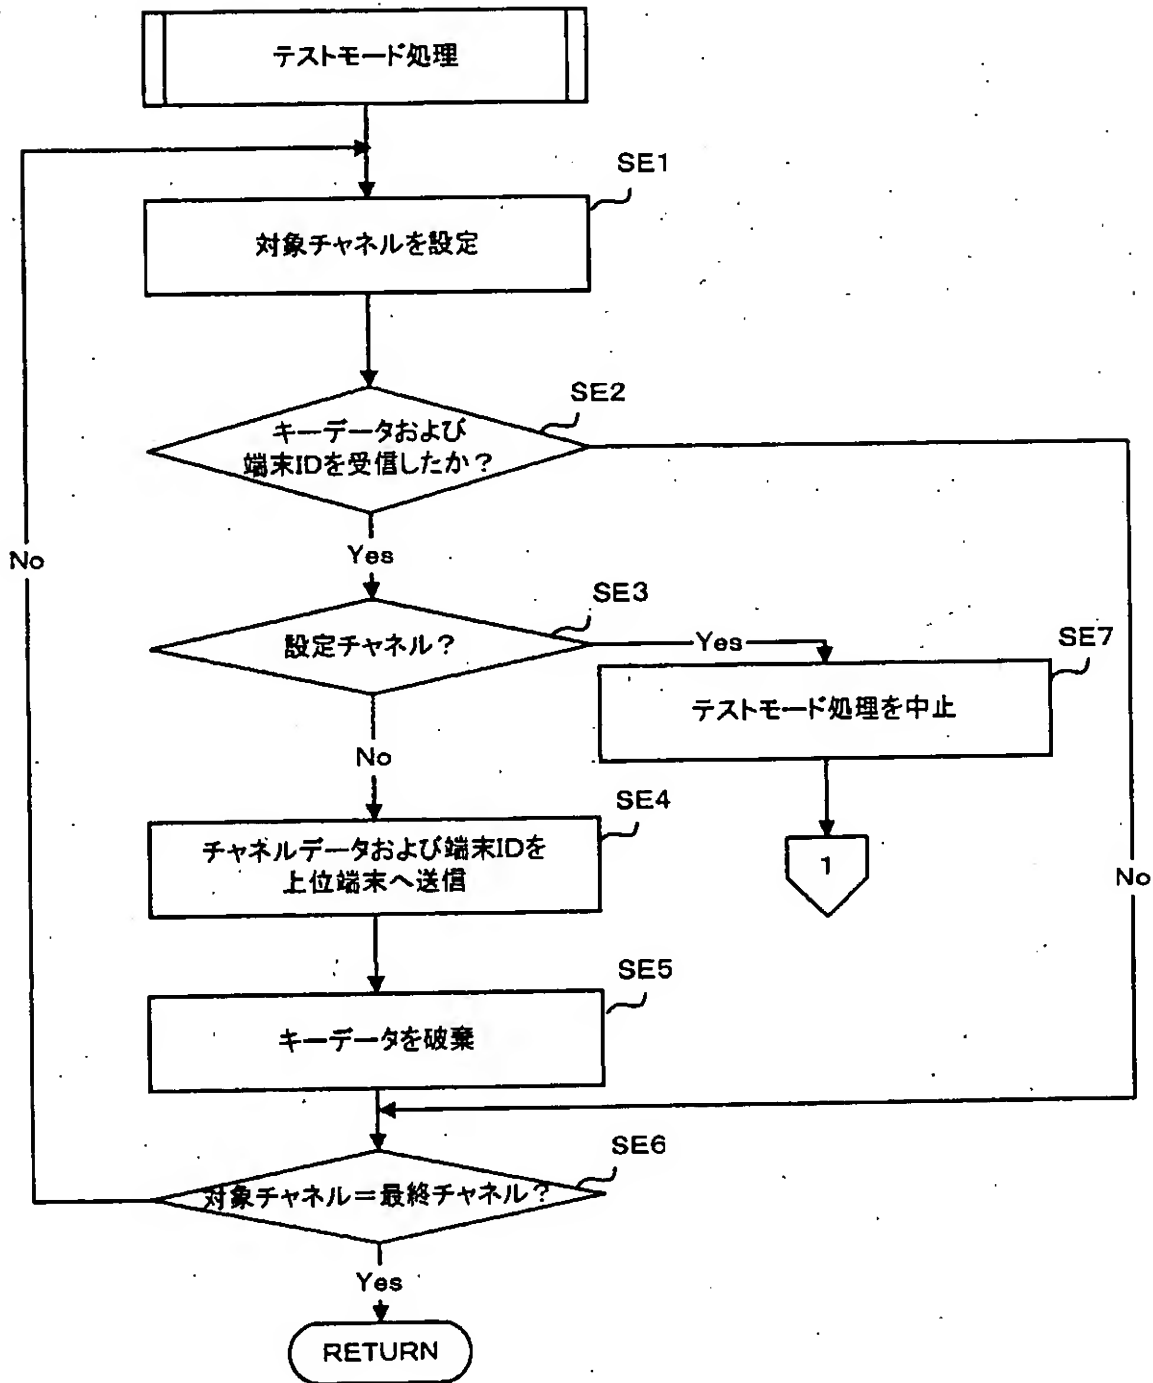 テストモード処理
SE1
対象チャネルを設定
SE2
キーデータおよび
端末IDを受信したか？
No
Yes
SE3
設定チャネル？
Yes
SE7
テストモード処理を中止
No
SE4
チャネルデータおよび端末IDを
上位端末へ送信
1
No
SE5
キーデータを破棄
SE6
対象チャネル＝最終チャネル？
Yes
RETURN